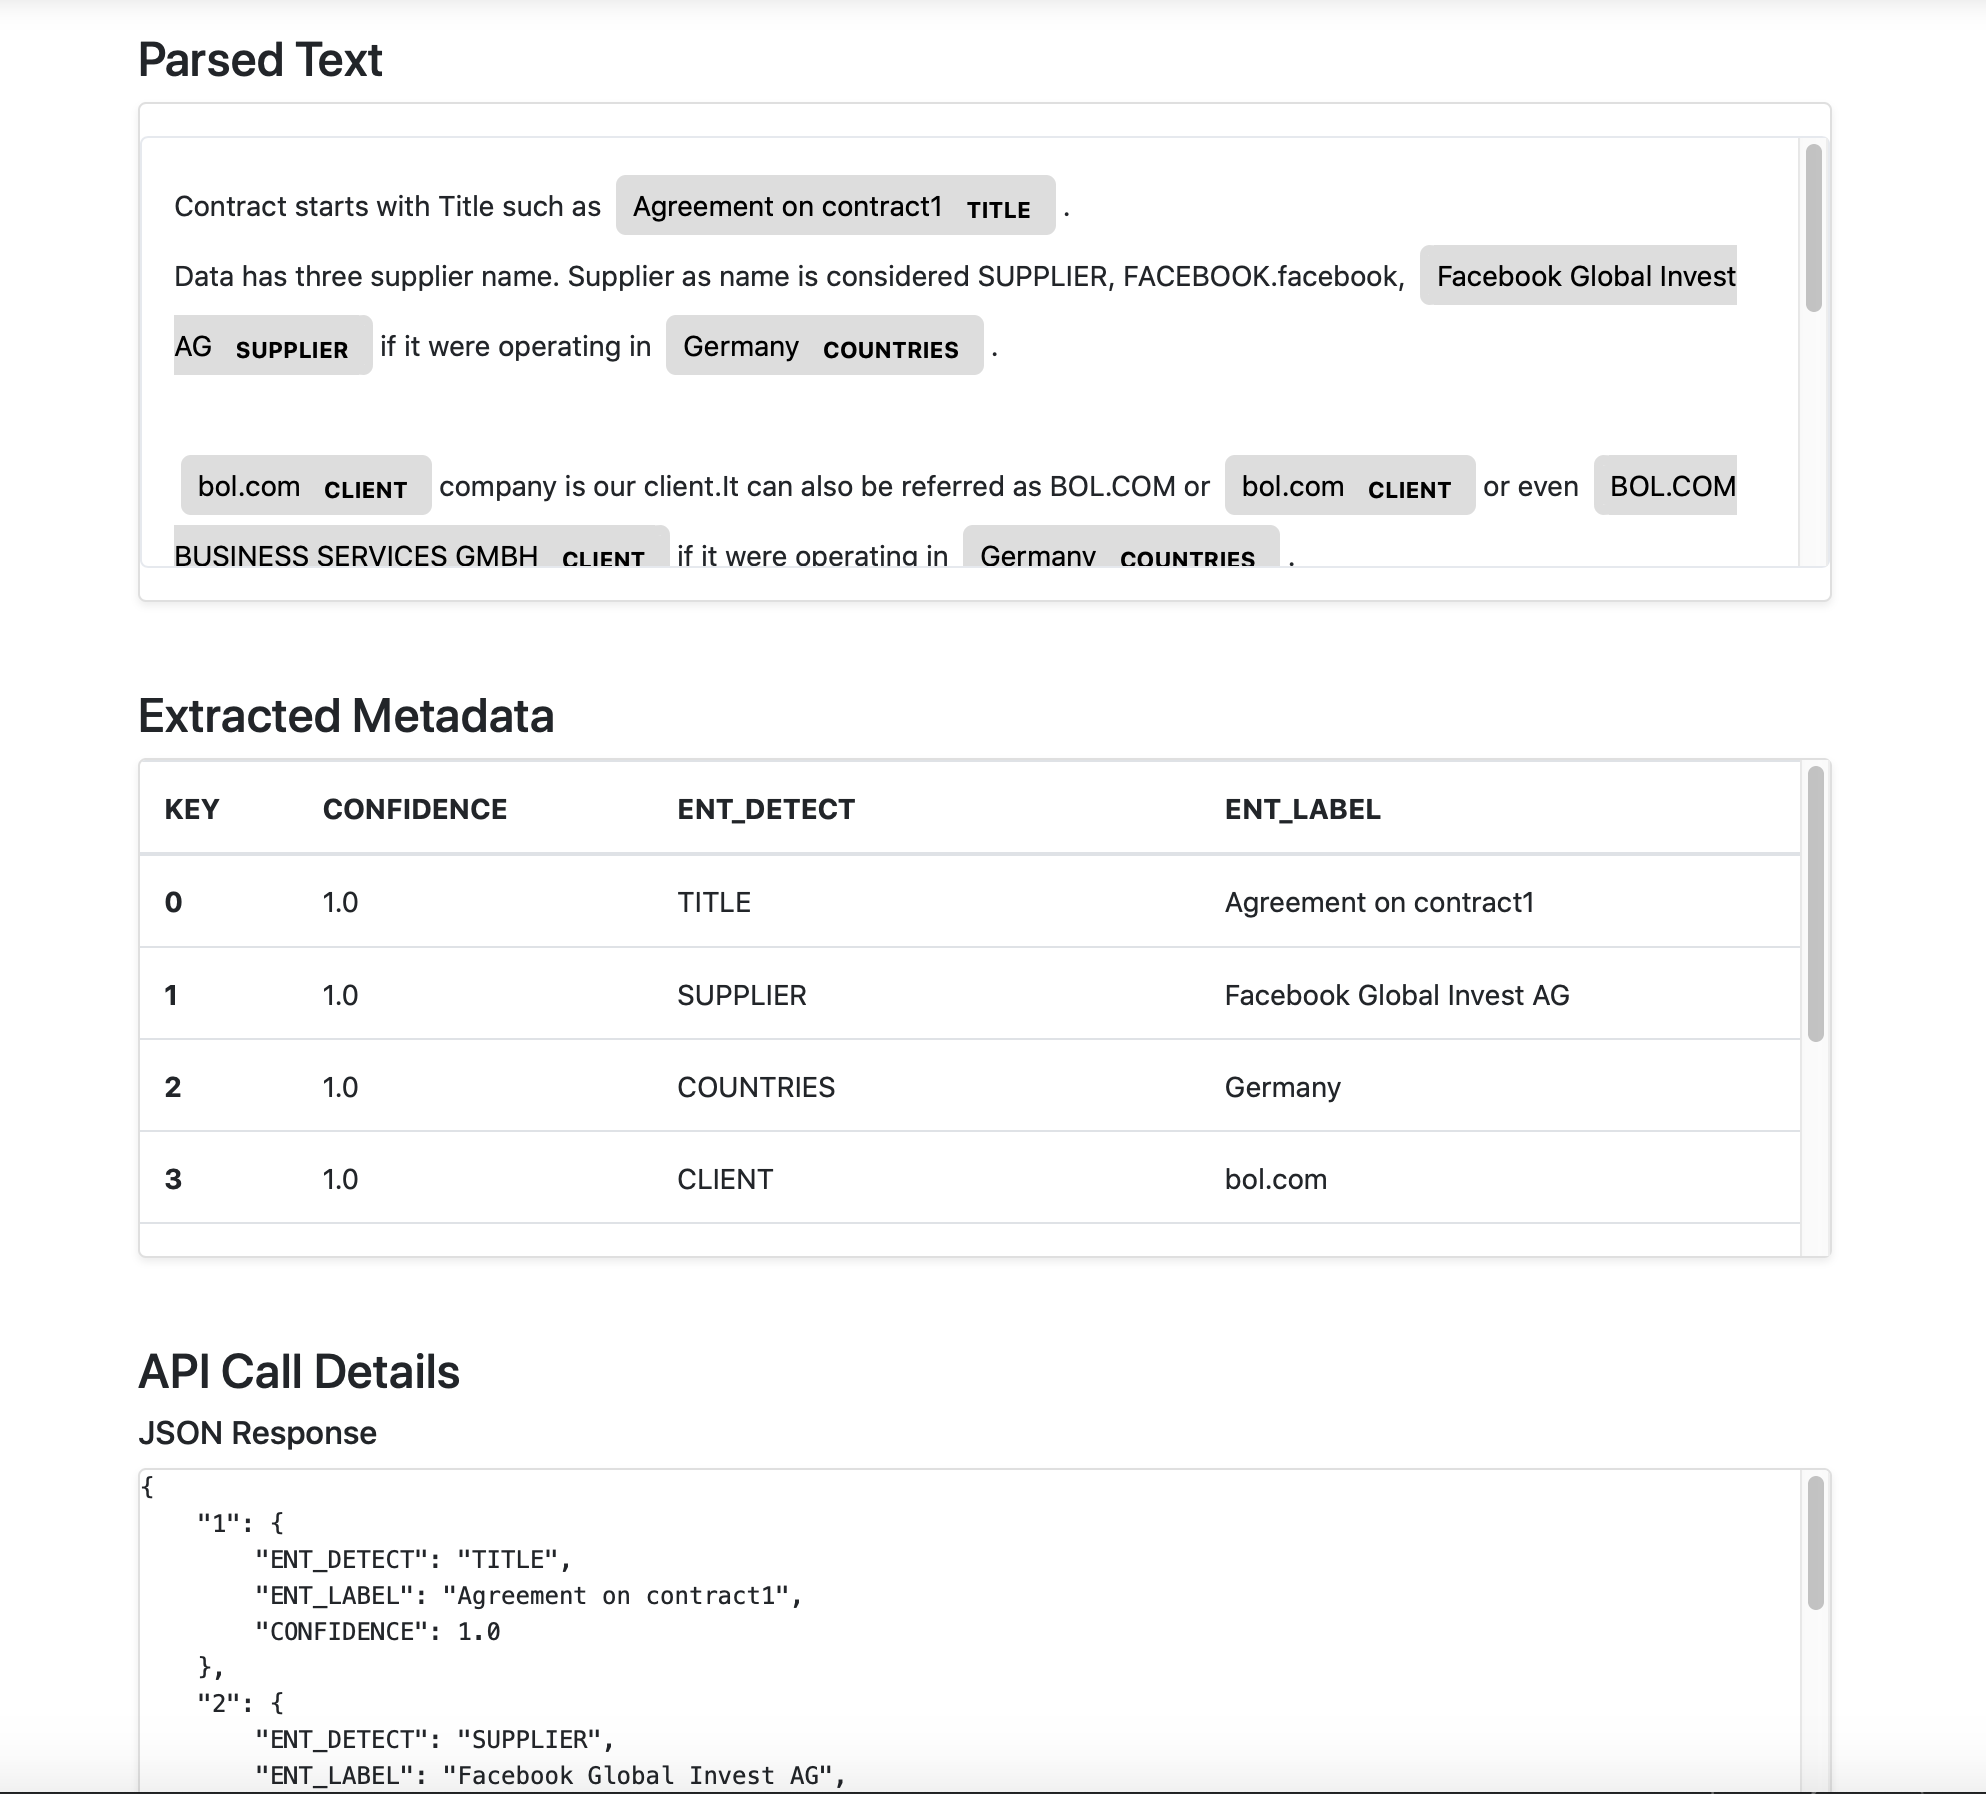 Parsed Text
Contract starts with Title such as Agreement on contract1 TITLE .
Data has three supplier name. Supplier as name is considered SUPPLIER, FACEBOOK.facebook, Facebook Global Invest
AG SUPPLIER if it were operating in Germany COUNTRIES .
bol.com CLIENT company is our client.It can also be referred as BOL.COM or bol.com CLIENT or even BOL.COM
BUSINESS SERVICES GMBH CLIENT if it were operating in Germany COUNTRIES .
Extracted Metadata
KEY CONFIDENCE ENT_DETECT ENT_LABEL
0 1.0 TITLE Agreement on contract1
1 1.0 SUPPLIER Facebook Global Invest AG
2 1.0 COUNTRIES Germany
3 1.0 CLIENT bol.com
API Call Details
JSON Response
{
"1": {
"ENT_DETECT": "TITLE",
"ENT_LABEL": "Agreement on contract1",
"CONFIDENCE": 1.0
},
"2": {
"ENT_DETECT": "SUPPLIER",
"ENT_LABEL": "Facebook Global Invest AG",